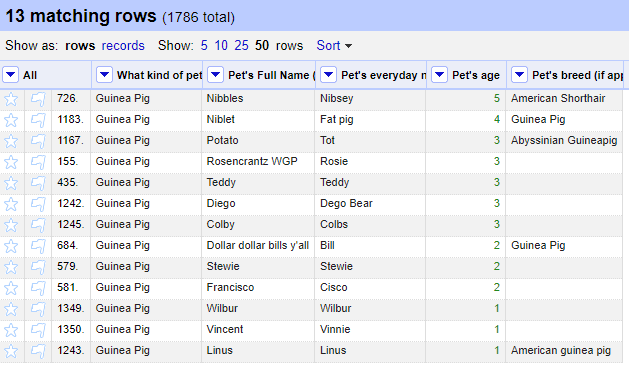 13 matching rows (1786 total)
Show as: rows records Show: 5 10 25 50 rows Sort
All What kind of pet Pet's Full Name ( Pet's everyday n Pet's age Pet's breed (if app
726. Guinea Pig Nibbles Nibsey 5 American Shorthair
1183. Guinea Pig Niblet Fat pig 4 Guinea Pig
1167. Guinea Pig Potato Tot 3 Abyssinian Guineapig
155. Guinea Pig Rosencrantz WGP Rosie 3
435. Guinea Pig Teddy Teddy 3
1242. Guinea Pig Diego Dego Bear 3
1245. Guinea Pig Colby Colbs 3
684. Guinea Pig Dollar dollar bills y'all Bill 2 Guinea Pig
579. Guinea Pig Stewie Stewie 2
581. Guinea Pig Francisco Cisco 2
1349. Guinea Pig Wilbur Wilbur 1
1350. Guinea Pig Vincent Vinnie 1
1243. Guinea Pig Linus Linus 1 American guinea pig